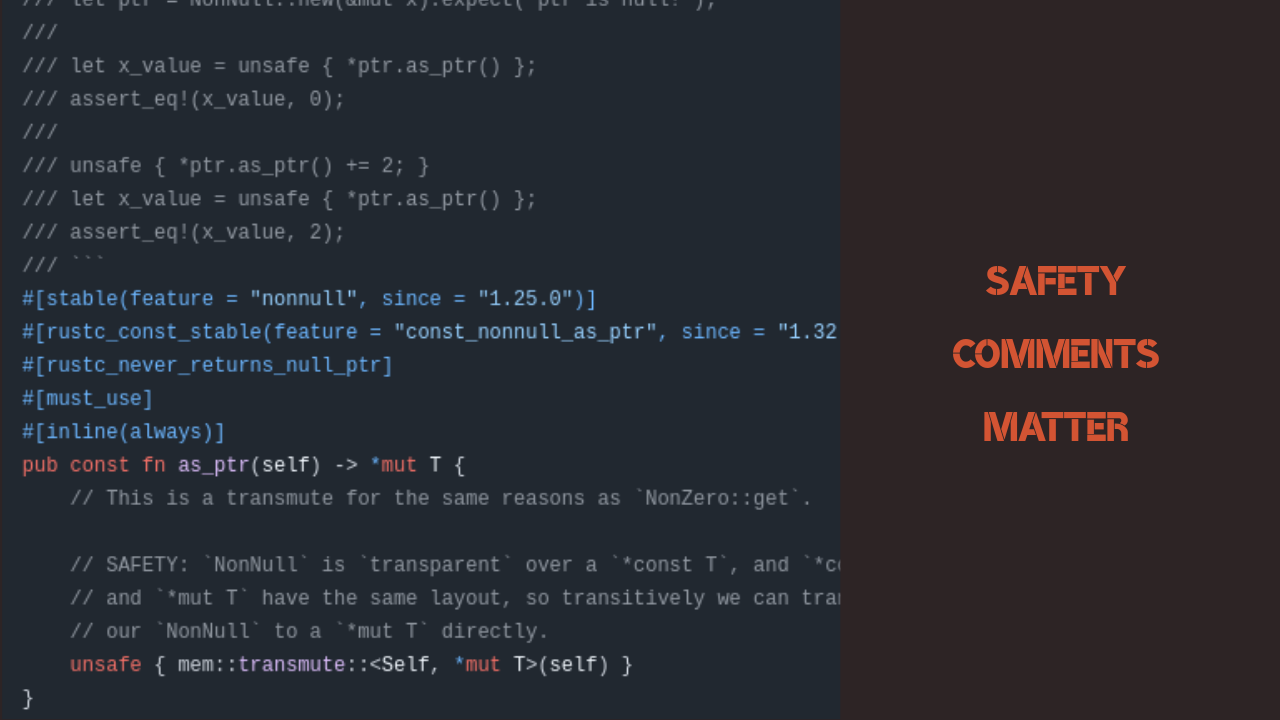 /// let ptr = NonNull::new(&mut x).expect("ptr is null!");
///
/// let x_value = unsafe { *ptr.as_ptr() };
/// assert_eq!(x_value, 0);
///
/// unsafe { *ptr.as_ptr() += 2; }
/// let x_value = unsafe { *ptr.as_ptr() };
/// assert_eq!(x_value, 2);
/// ```
#[stable(feature = "nonnull", since = "1.25.0")]
#[rustc_const_stable(feature = "const_nonnull_as_ptr", since = "1.32
#[rustc_never_returns_null_ptr]
#[must_use]
#[inline(always)]
pub const fn as_ptr(self) -> *mut T {
    // This is a transmute for the same reasons as `NonZero::get`.
    // SAFETY: `NonNull` is `transparent` over a `*const T`, and `*c
    // and `*mut T` have the same layout, so transitively we can tra
    // our `NonNull` to a `*mut T` directly.
    unsafe { mem::transmute::<Self, *mut T>(self) }
}
SAFETY
COMMENTS
MATTER